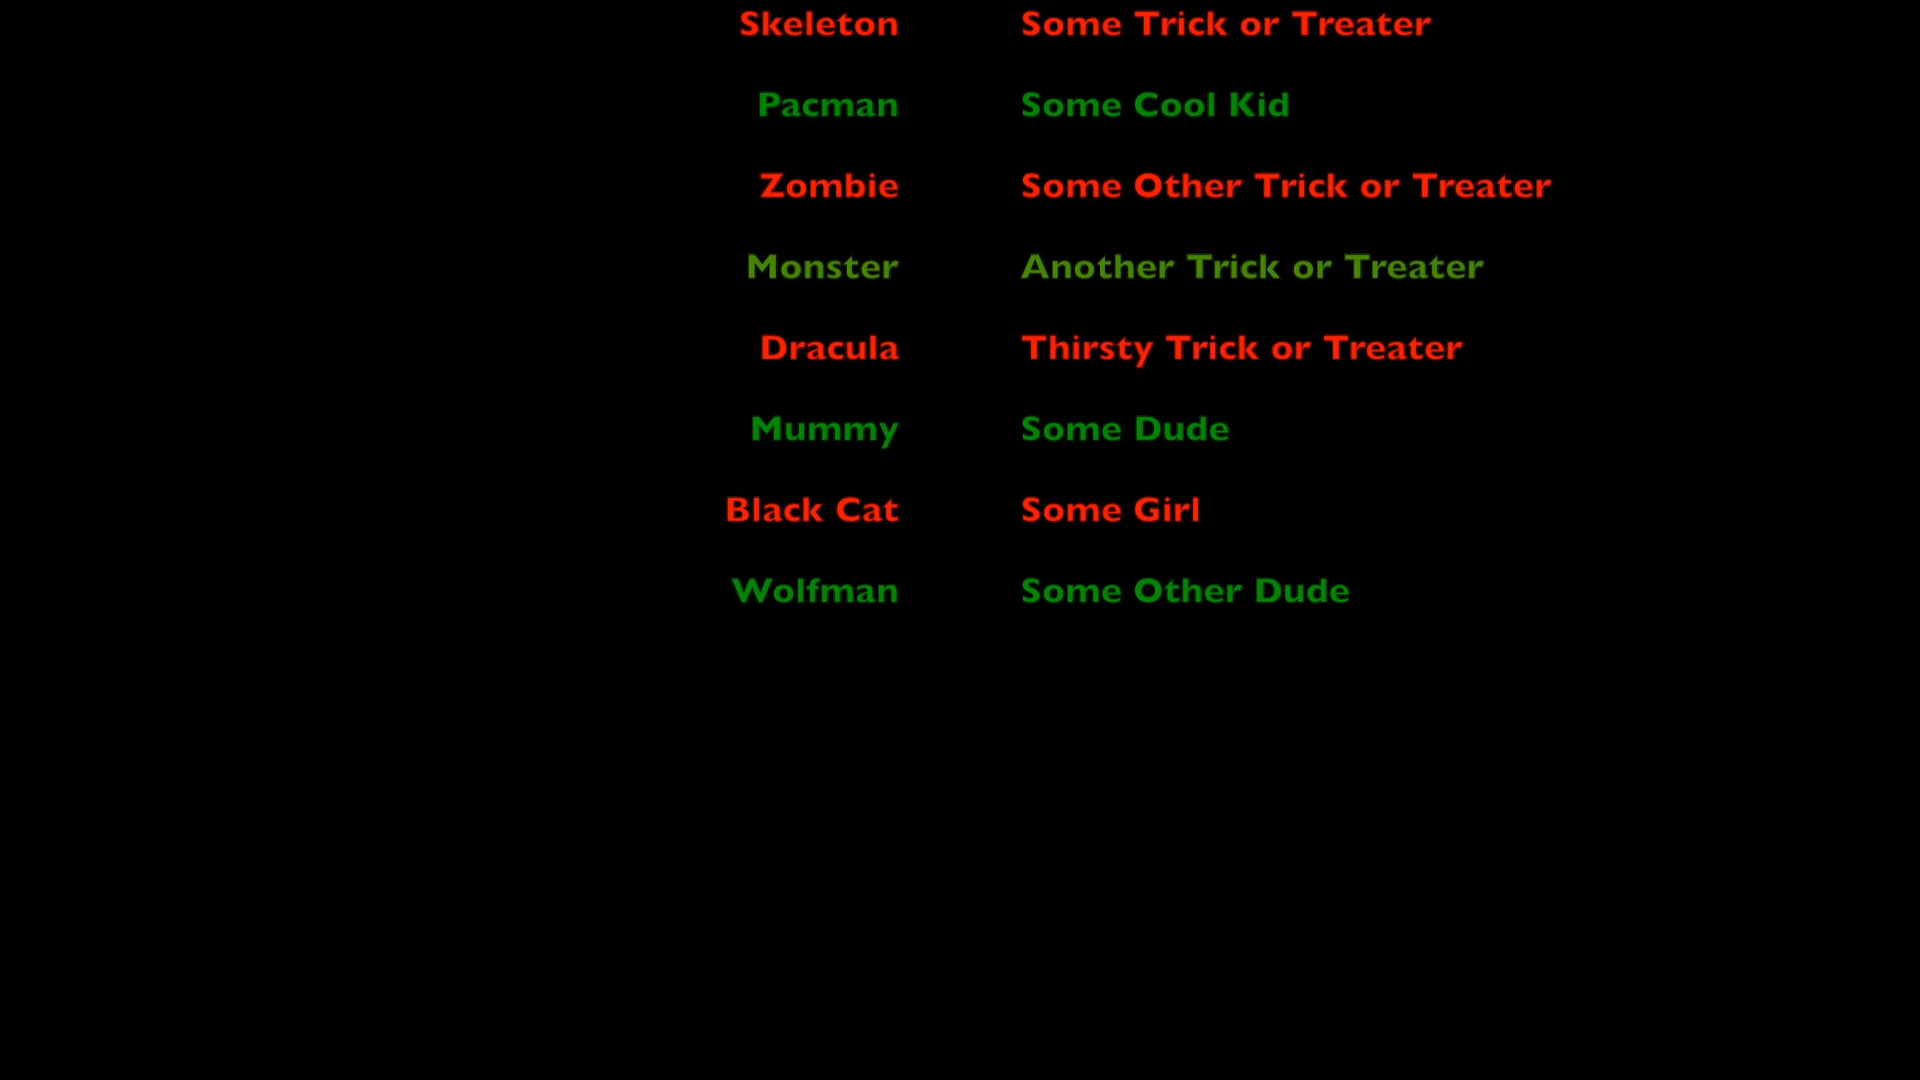 Skeleton Some Trick or Treater
Pacman Some Cool Kid
Zombie Some Other Trick or Treater
Monster Another Trick or Treater
Dracula Thirsty Trick or Treater
Mummy Some Dude
Black Cat Some Girl
Wolfman Some Other Dude